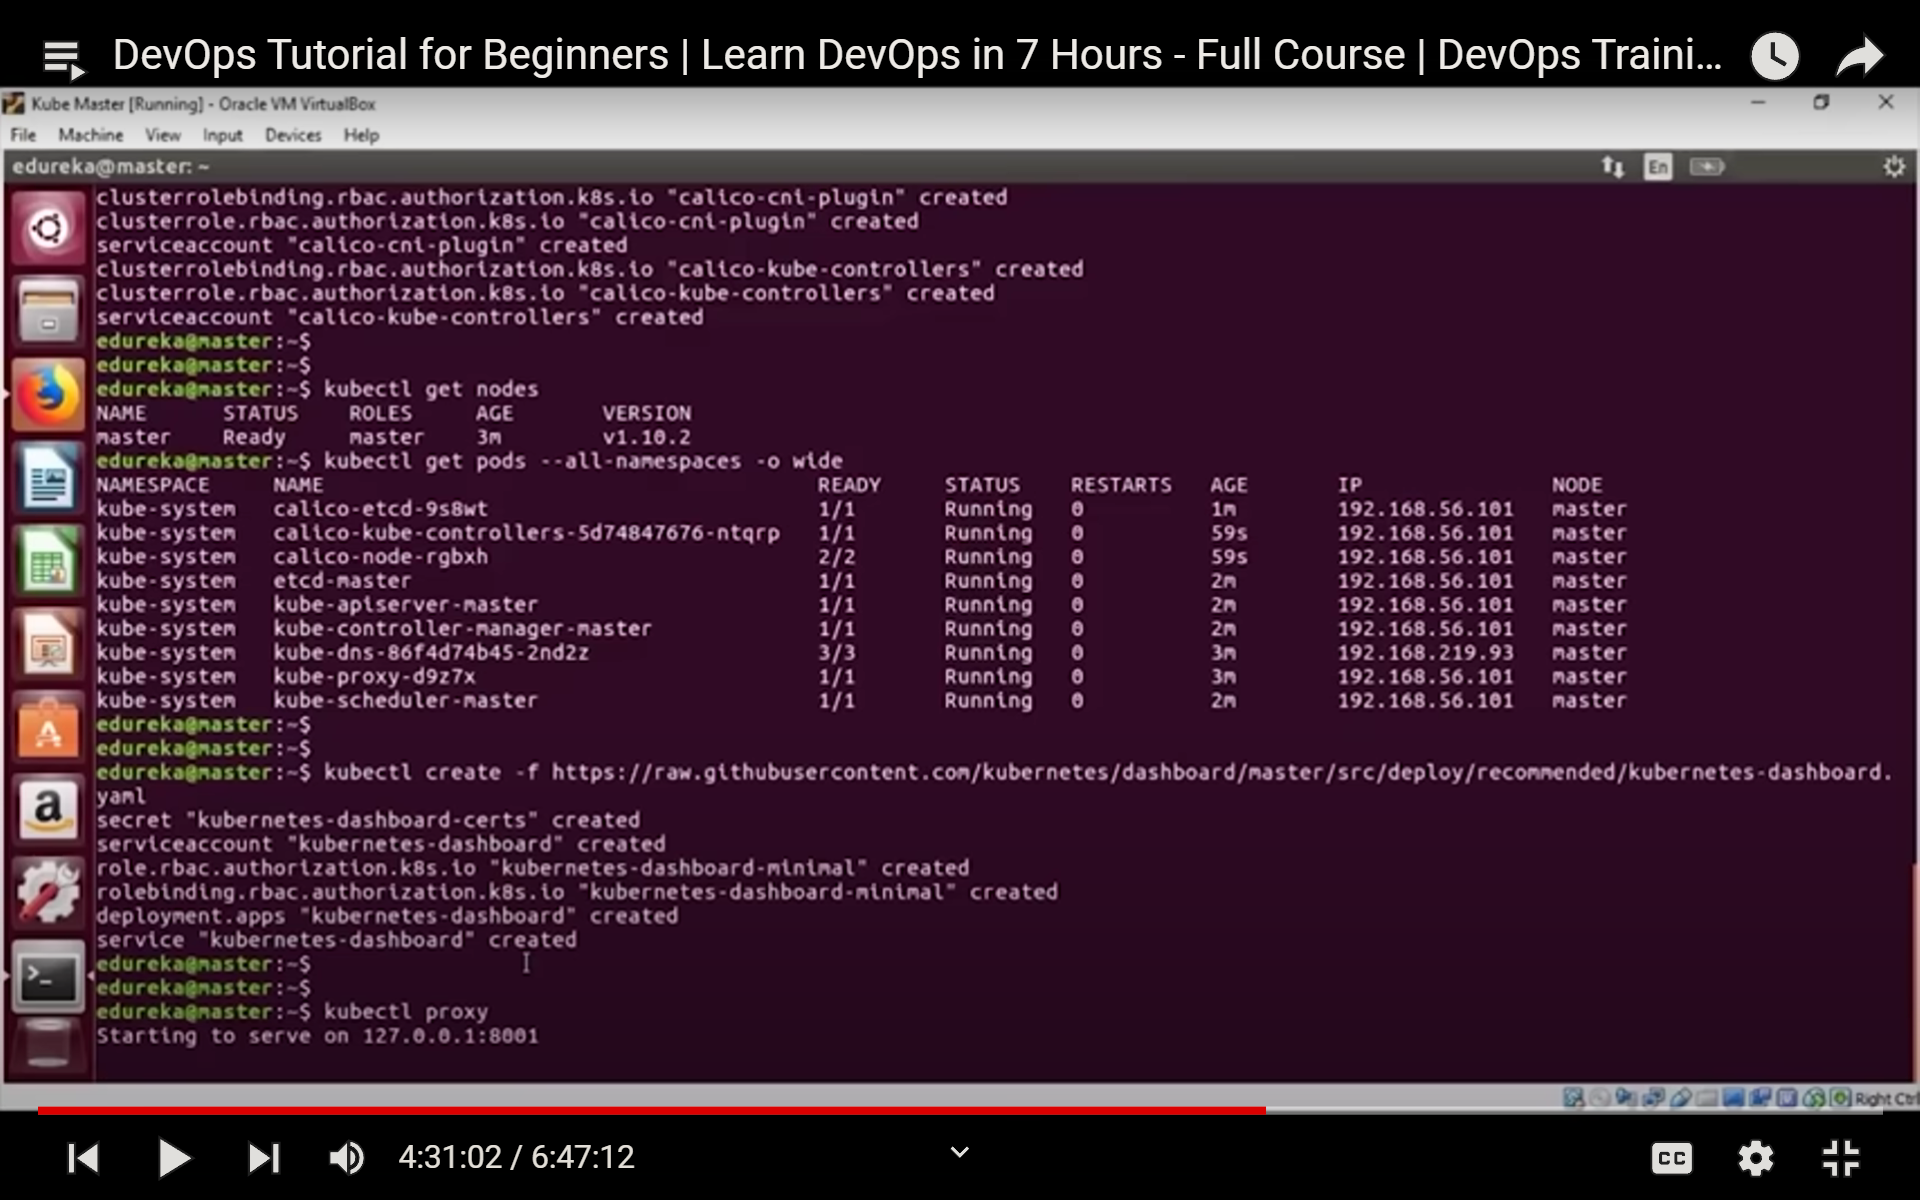 DevOps Tutorial for Beginners | Learn DevOps in 7 Hours - Full Course | DevOps Traini...
Kube Master [Running] - Oracle VM VirtualBox
File Machine View Input Devices Help
edureka@master: ~
En
clusterrolebinding.rbac.authorization.k8s.io "calico-cni-plugin" created
clusterrole.rbac.authorization.k8s.io "calico-cni-plugin" created
serviceaccount "calico-cni-plugin" created
clusterrolebinding.rbac.authorization.k8s.io "calico-kube-controllers" created
clusterrole.rbac.authorization.k8s.io "calico-kube-controllers" created
serviceaccount "calico-kube-controllers" created
edureka@master:~$
edureka@master:~$
edureka@master:~$ kubectl get nodes
NAME STATUS ROLES AGE VERSION
master Ready master 3m v1.10.2
edureka@master:~$ kubectl get pods --all-namespaces -o wide
NAMESPACE NAME READY STATUS RESTARTS AGE IP NODE
kube-system calico-etcd-9s8wt 1/1 Running 0 1m 192.168.56.101 master
kube-system calico-kube-controllers-5d74847676-ntqrp 1/1 Running 0 59s 192.168.56.101 master
kube-system calico-node-rgbxh 2/2 Running 0 59s 192.168.56.101 master
kube-system etcd-master 1/1 Running 0 2m 192.168.56.101 master
kube-system kube-apiserver-master 1/1 Running 0 2m 192.168.56.101 master
kube-system kube-controller-manager-master 1/1 Running 0 2m 192.168.56.101 master
kube-system kube-dns-86f4d74b45-2nd2z 3/3 Running 0 3m 192.168.219.93 master
kube-system kube-proxy-d9z7x 1/1 Running 0 3m 192.168.56.101 master
kube-system kube-scheduler-master 1/1 Running 0 2m 192.168.56.101 master
edureka@master:~$
edureka@master:~$
edureka@master:~$ kubectl create -f https://raw.githubusercontent.com/kubernetes/dashboard/master/src/deploy/recommended/kubernetes-dashboard.
yaml
secret "kubernetes-dashboard-certs" created
serviceaccount "kubernetes-dashboard" created
role.rbac.authorization.k8s.io "kubernetes-dashboard-minimal" created
rolebinding.rbac.authorization.k8s.io "kubernetes-dashboard-minimal" created
deployment.apps "kubernetes-dashboard" created
service "kubernetes-dashboard" created
edureka@master:~$
edureka@master:~$
edureka@master:~$ kubectl proxy
Starting to serve on 127.0.0.1:8001
Right Ctrl
4:31:02 / 6:47:12
CC